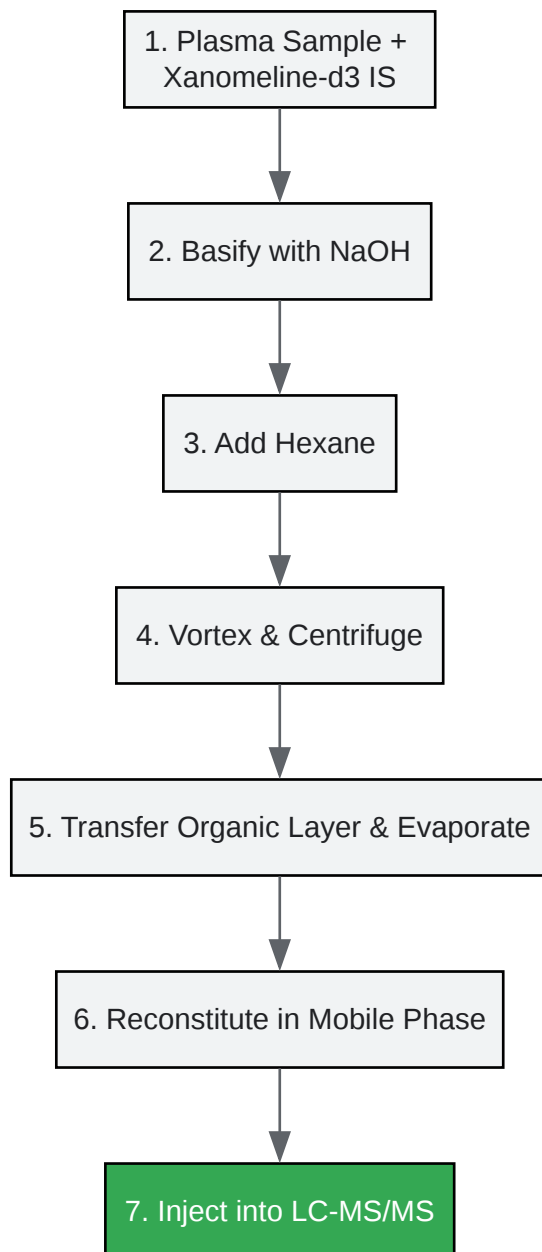 1. Plasma Sample +
Xanomeline-d3 IS
2. Basify with NaOH
3. Add Hexane
4. Vortex & Centrifuge
5. Transfer Organic Layer & Evaporate
6. Reconstitute in Mobile Phase
7. Inject into LC-MS/MS